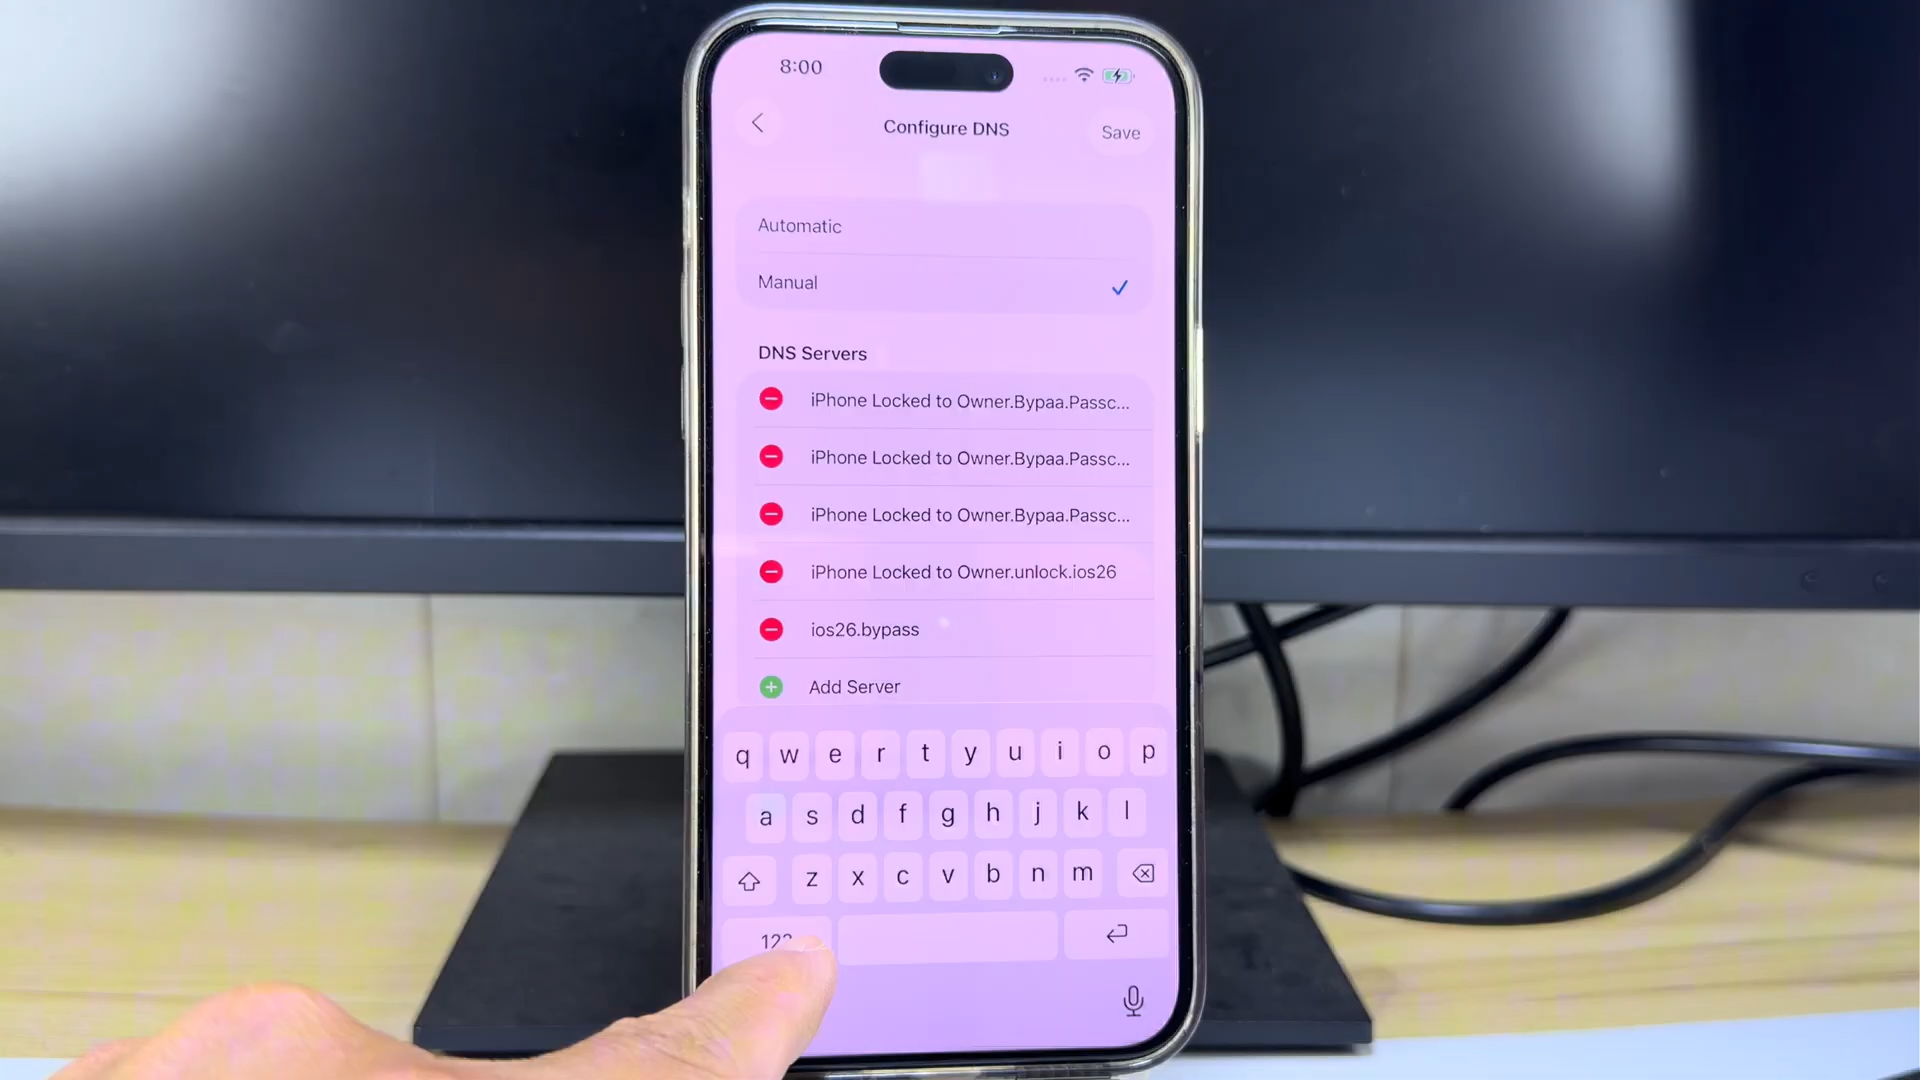 8:00
Configure DNS
Save
Automatic
Manual
DNS Servers
iPhone Locked to Owner.Bypaa.Passc...
iPhone Locked to Owner.Bypaa.Passc...
iPhone Locked to Owner.Bypaa.Passc...
iPhone Locked to Owner.unlock.ios26
ios26.bypass
Add Server
q w e r t y u i o p
a s d f g h j k l
z x c v b n m
123